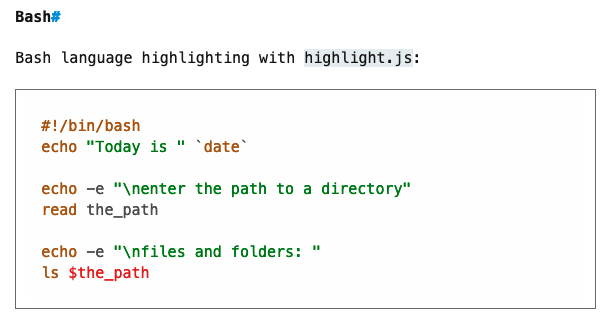 Bash#
Bash language highlighting with highlight.js:
#!/bin/bash
echo "Today is " `date`
echo -e "\nenter the path to a directory"
read the_path
echo -e "\nfiles and folders: "
ls $the_path